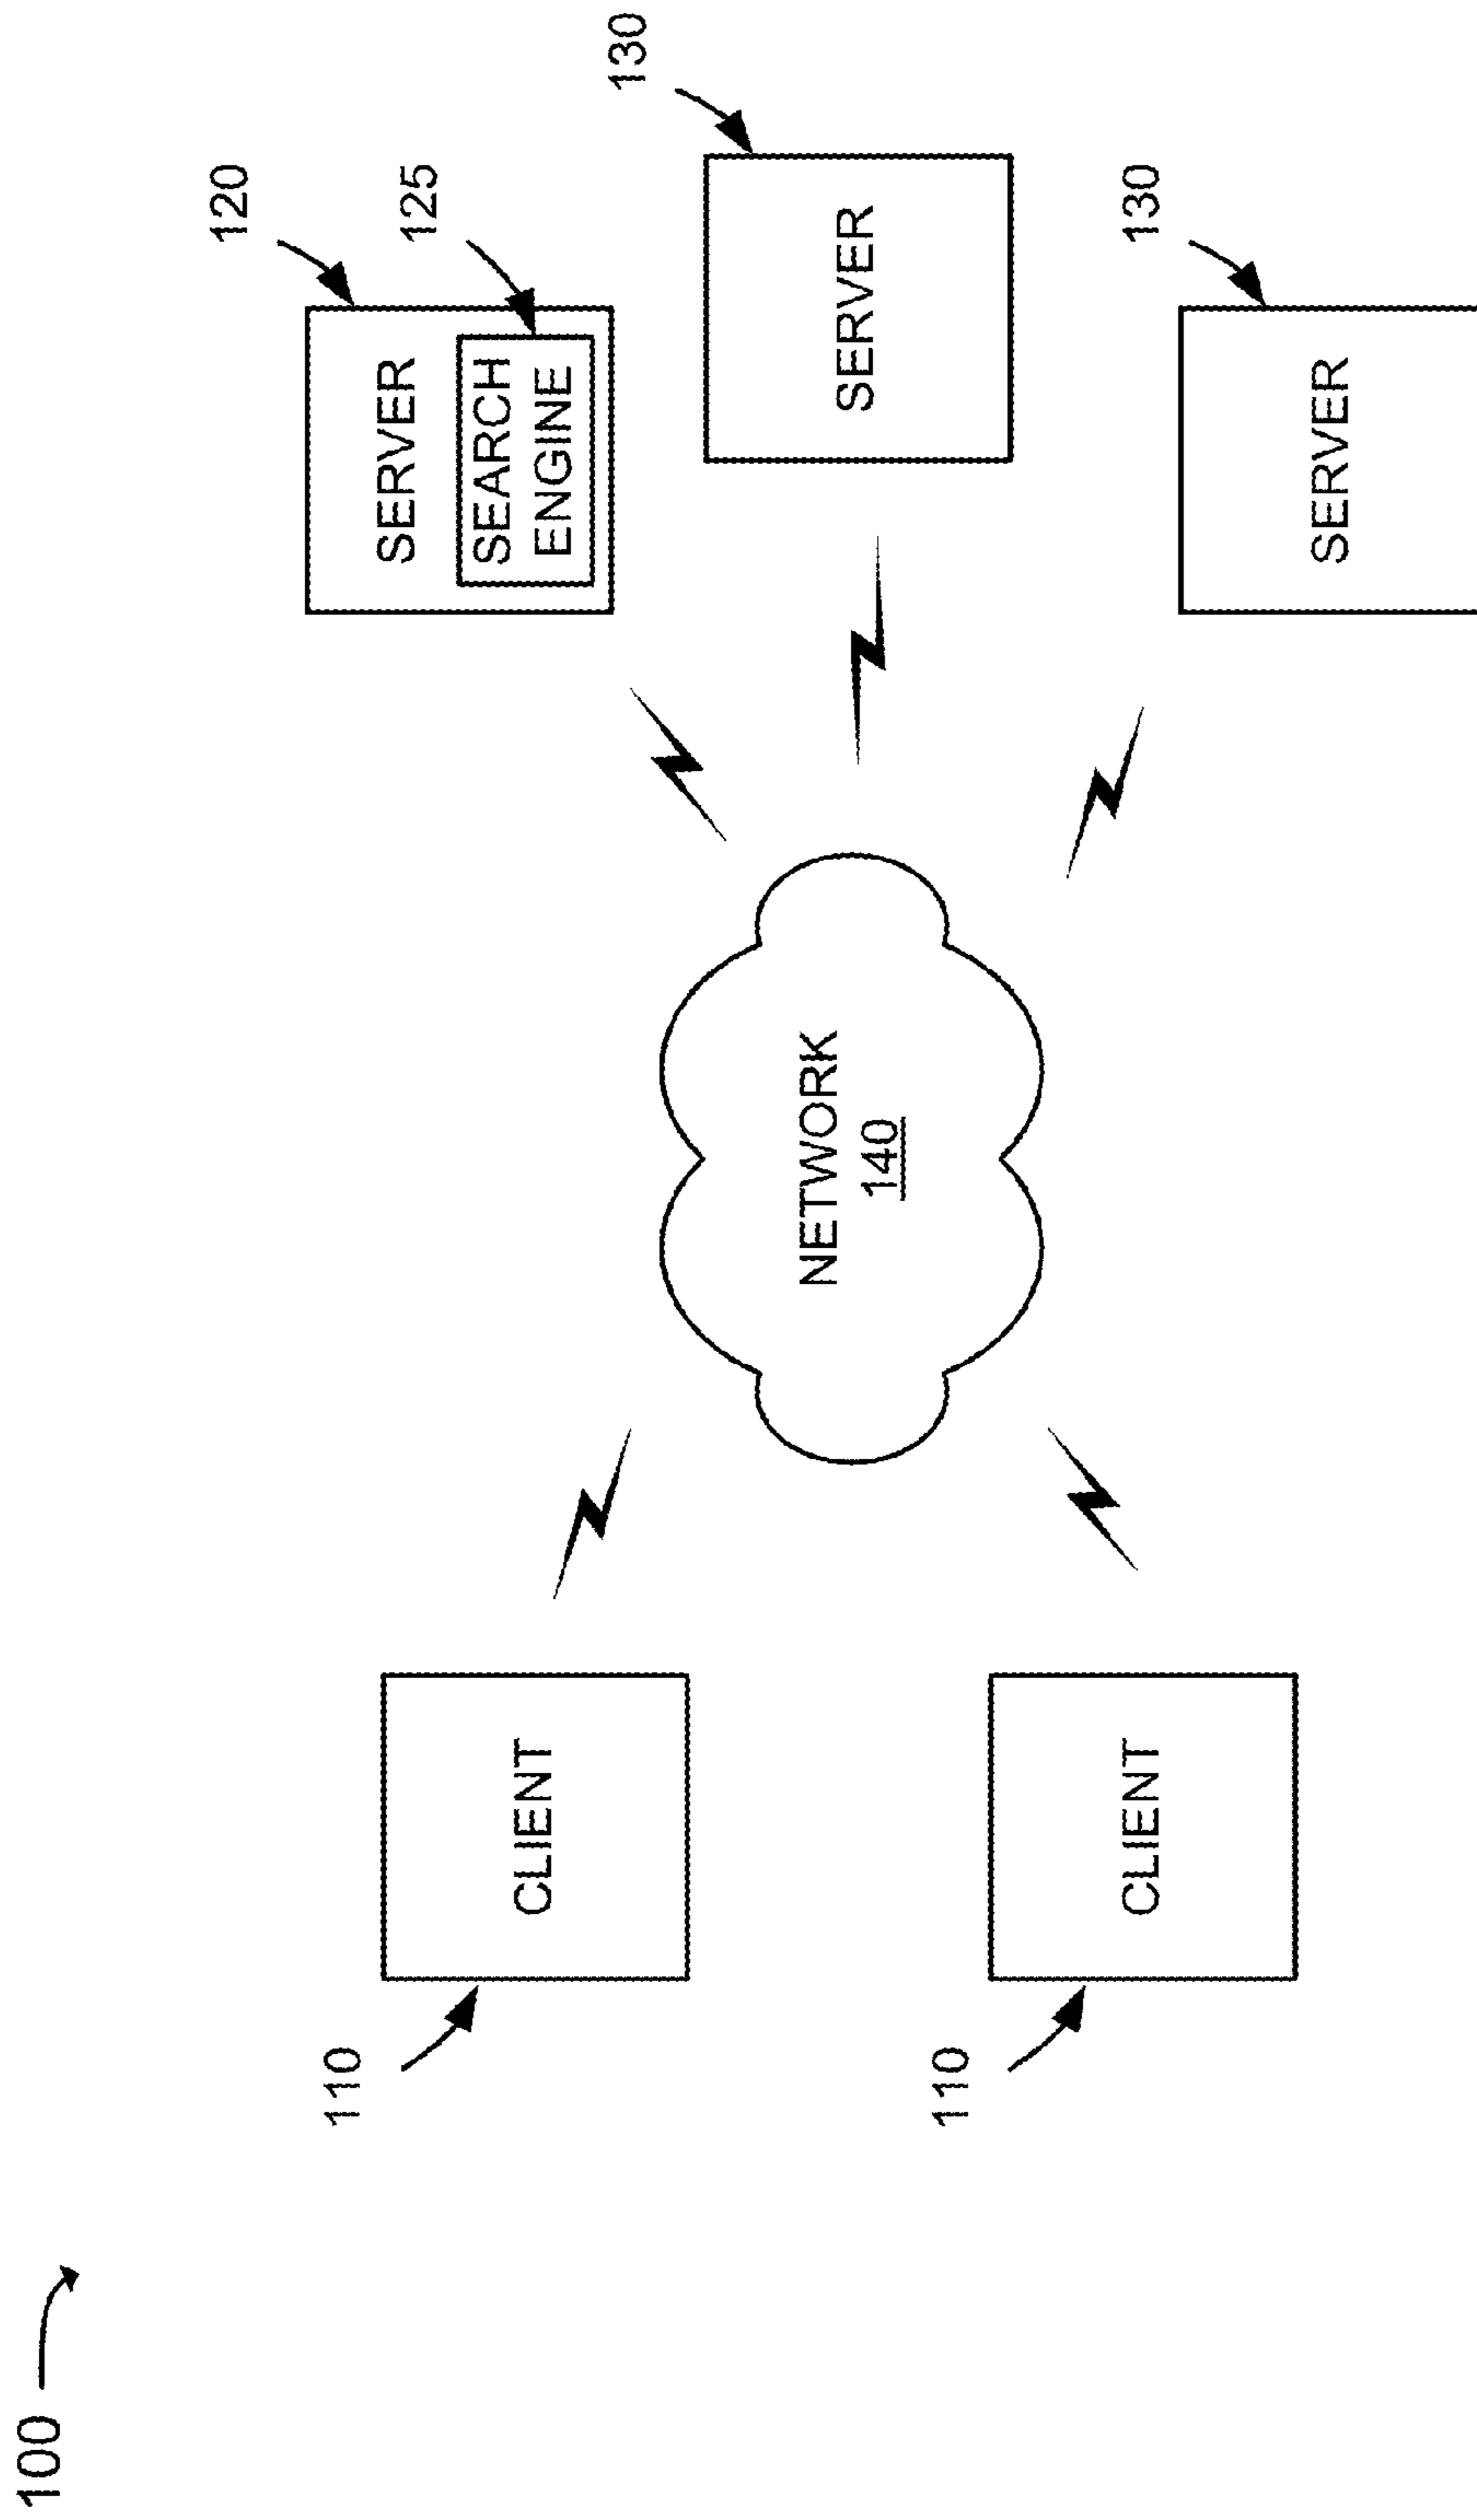 100
120
SERVER
125
SEARCH
ENGINE
110
CLIENT
130
NETWORK
140
SERVER
110
CLIENT
130
SERVER